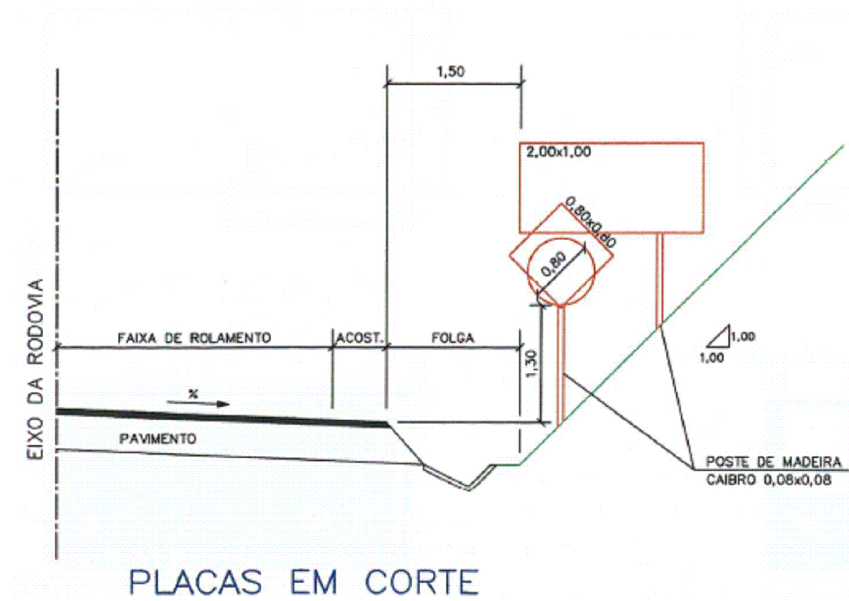 1,50
2,00x1,00
0,80x0,80
0,80
EIXO DA RODOVIA
FAIXA DE ROLAMENTO
ACOST.
FOLGA
1,30
1,00
1,00
%
PAVIMENTO
POSTE DE MADEIRA
CAIBRO 0,08x0,08
PLACAS EM CORTE